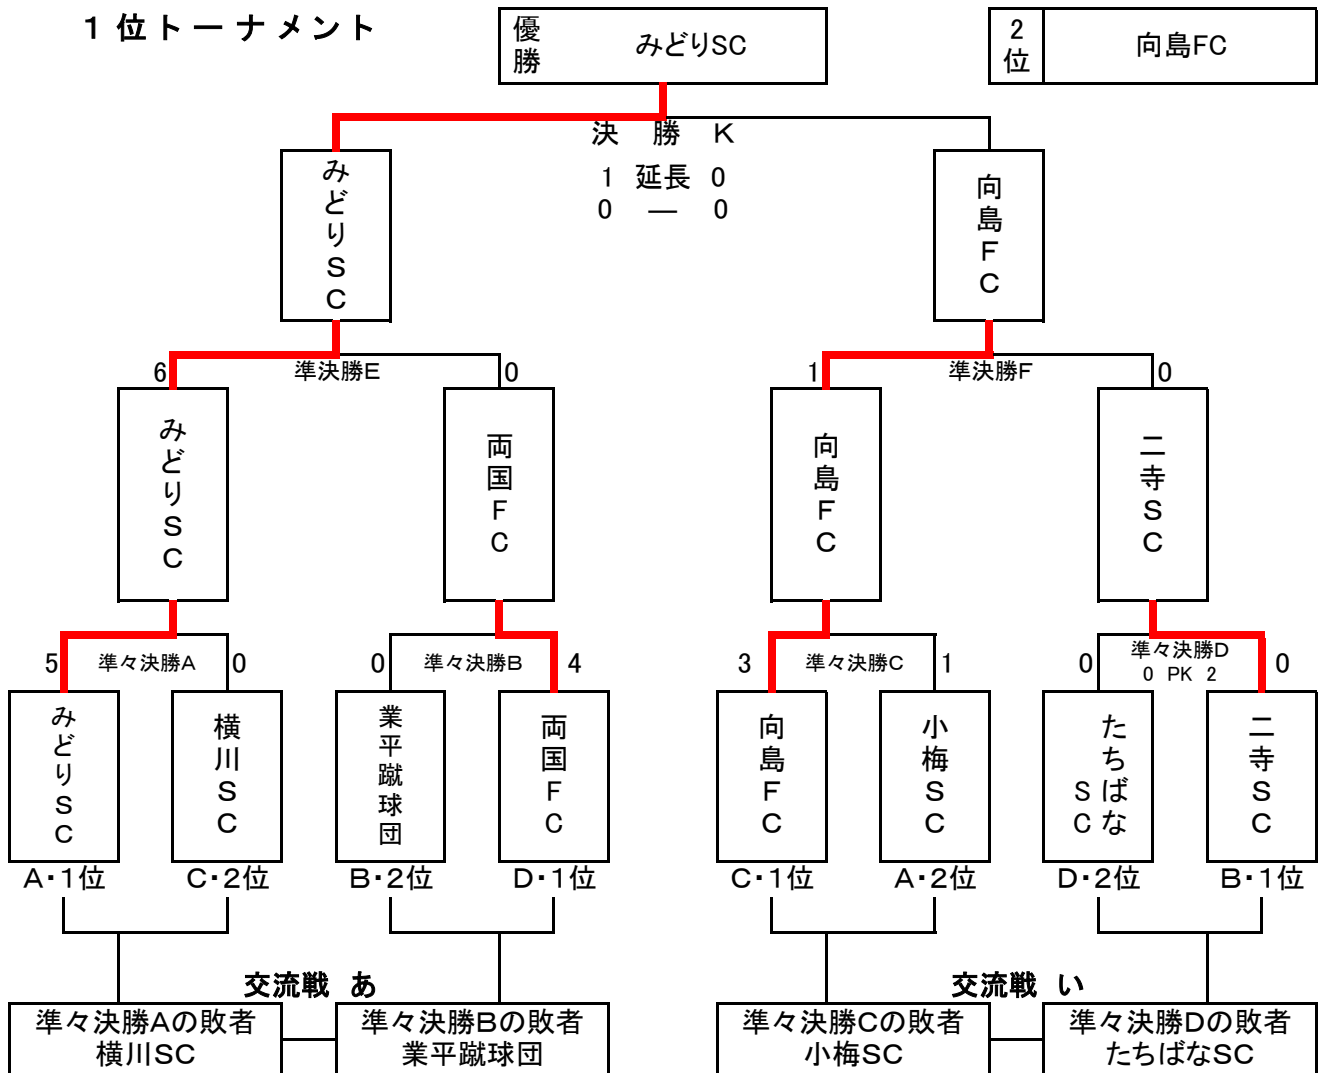 １位トーナメント
優勝 みどりSC
2位 向島FC
決 勝 K
1 延長 0
0 ― 0
みどりSC
向島FC
6 準決勝E 0
1 準決勝F 0
みどりSC
両国FC
向島FC
二寺SC
5 準々決勝A 0
0 準々決勝B 4
3 準々決勝C 1
0 準々決勝D 0
0 PK 2
みどりSC
横川SC
業平蹴球団
両国FC
向島FC
小梅SC
たちばなSC
二寺SC
A・1位
C・2位
B・2位
D・1位
C・1位
A・2位
D・2位
B・1位
交流戦 あ
交流戦 い
準々決勝Aの敗者
横川SC
準々決勝Bの敗者
業平蹴球団
準々決勝Cの敗者
小梅SC
準々決勝Dの敗者
たちばなSC